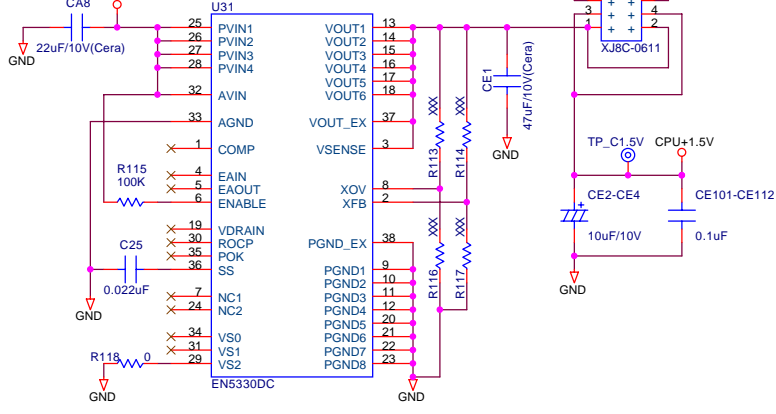 CA8
22uF/10V(Cera)
GND
U31
25 PVIN1 VOUT1 13
26 PVIN2 VOUT2 14
27 PVIN3 VOUT3 15
28 PVIN4 VOUT4 16
VOUT5 17
32 AVIN VOUT6 18
33 AGND VOUT_EX 37
1 COMP VSENSE 3
4 EAIN
5 EAOUT XOV 8
6 ENABLE XFB 2
19 VDRAIN
30 ROCP PGND_EX 38
35 POK
36 SS PGND1 9
PGND2 10
7 NC1 PGND3 11
24 NC2 PGND4 12
PGND5 20
34 VS0 PGND6 21
31 VS1 PGND7 22
29 VS2 PGND8 23
EN5330DC
R115
100K
C25
0.022uF
GND
R118 0
GND
GND
R113 XXX
R114 XXX
R116 XXX
R117 XXX
CE1
47uF/10V(Cera)
GND
3 + + 4
1 + + 2
XJ8C-0611
TP_C1.5V CPU+1.5V
+
CE2-CE4
10uF/10V
GND
CE101-CE112
0.1uF